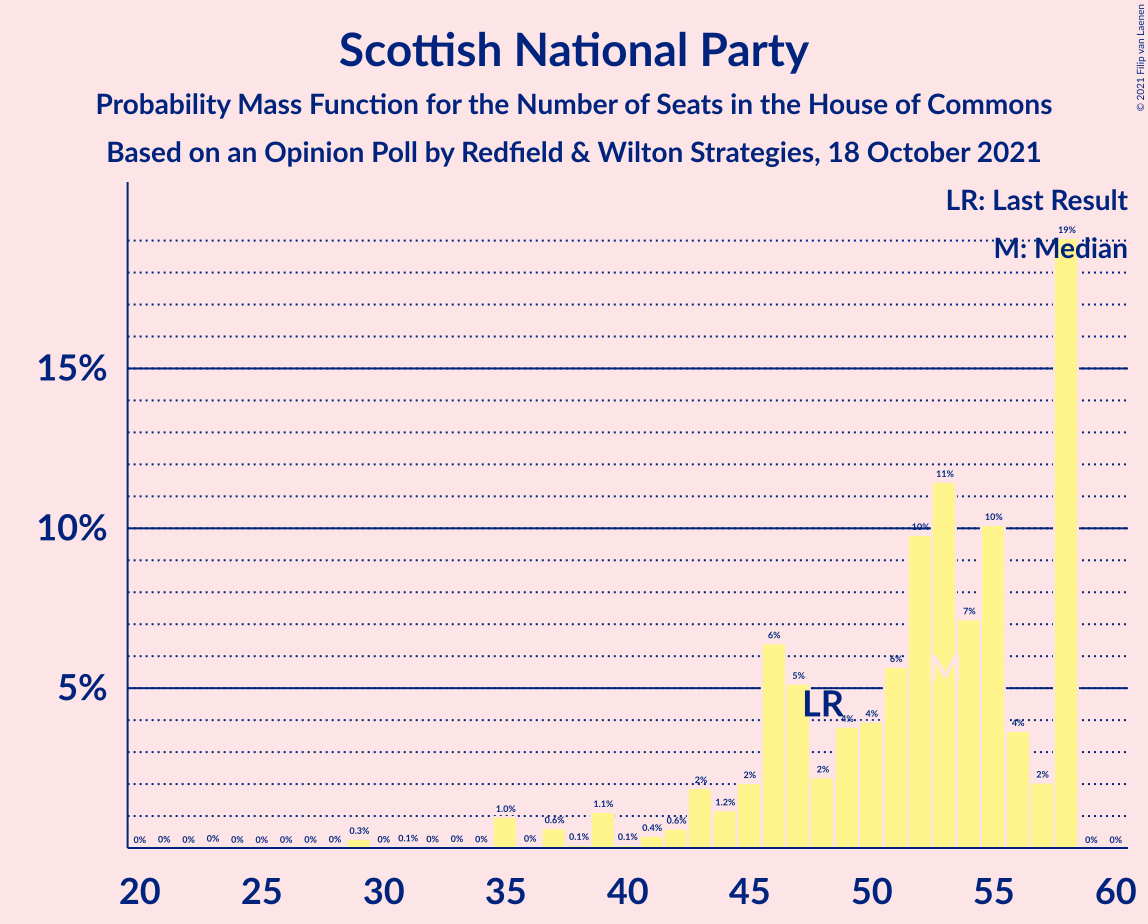 Scottish National Party
Probability Mass Function for the Number of Seats in the House of Commons
Based on an Opinion Poll by Redfield & Wilton Strategies, 18 October 2021
© 2021 Filip van Laenen
LR: Last Result
M: Median
15%
10%
5%
0% 0% 0% 0% 0% 0% 0% 0% 0% 0.3% 0% 0.1% 0% 0% 0% 1.0% 0% 0.6% 0.1% 1.1% 0.1% 0.4% 0.6% 2% 1.2% 2% 6% 5% 2% 4% 4% 6% 10% 11% 7% 10% 4% 2% 19% 0% 0%
LR
M
20 25 30 35 40 45 50 55 60